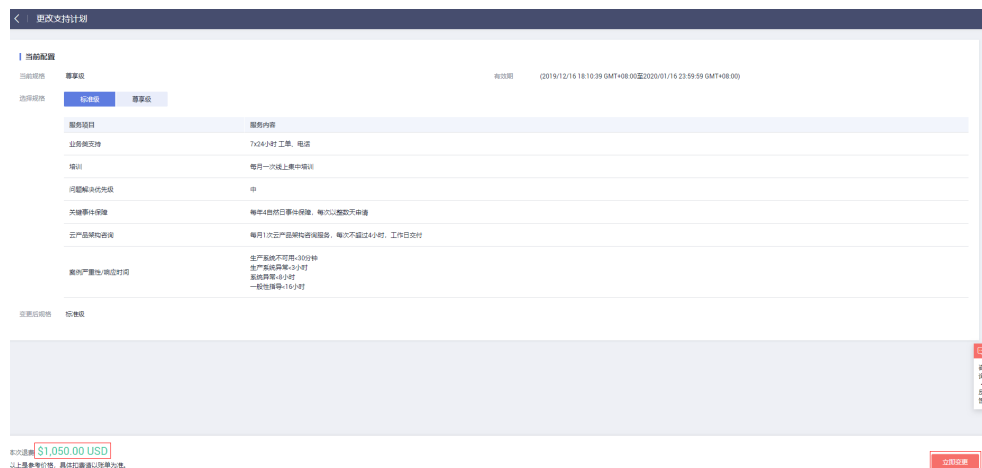 更改支持计划
当前配置
当前规格 尊享级 有效期 (2019/12/16 18:10:39 GMT+08:00至2020/01/16 23:59:59 GMT+08:00)
选择规格 标准级 尊享级
服务项目 服务内容
业务侧支持 7x24小时 工单、电话
培训 每月一次线上集中培训
问题解决优先级 中
关键事件保障 每年4自然日事件保障，每次以整数天申请
云产品架构咨询 每月1次云产品架构咨询服务，每次不超过4小时，工作日交付
案例严重性/响应时间
生产系统不可用<30分钟
生产系统异常<3小时
系统异常<8小时
一般性指导<16小时
变更后规格 标准级
本次退费 $1,050.00 USD
以上是参考价格，具体扣费请以账单为准。
立即变更